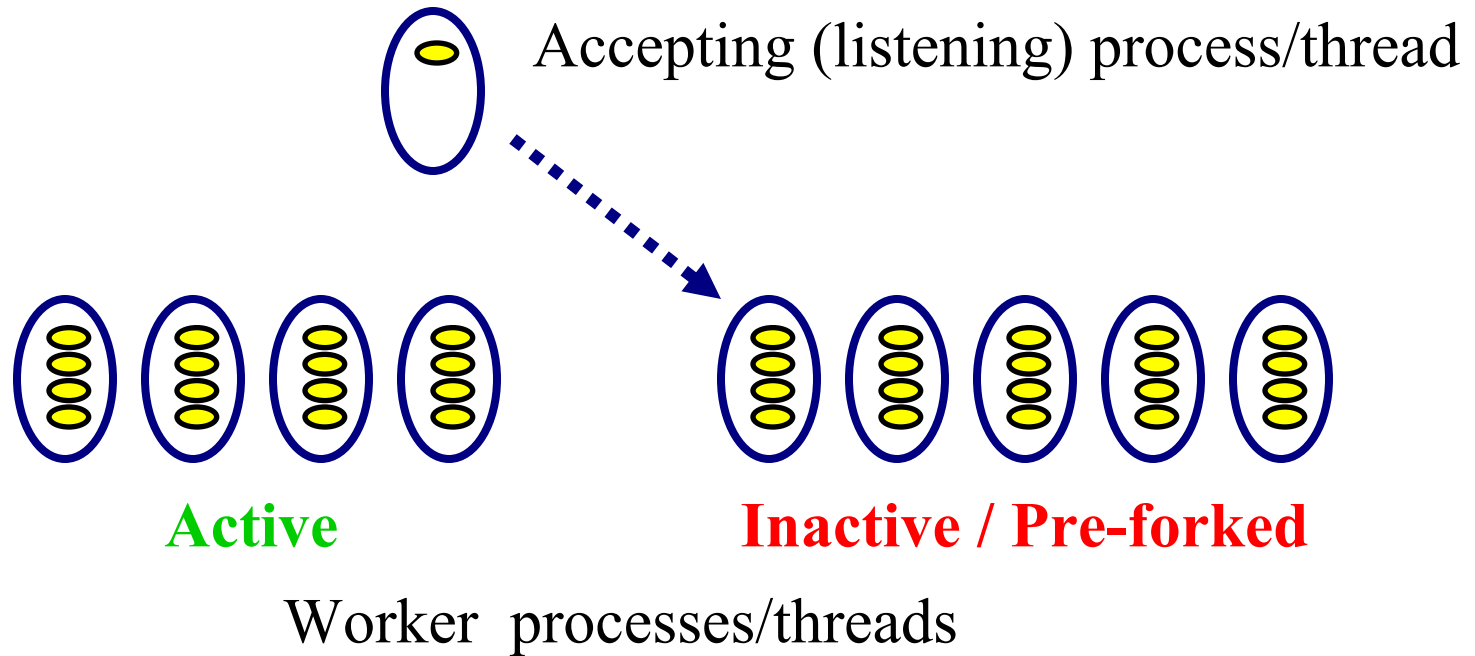 Accepting (listening) process/thread
Active
Inactive / Pre-forked
Worker processes/threads